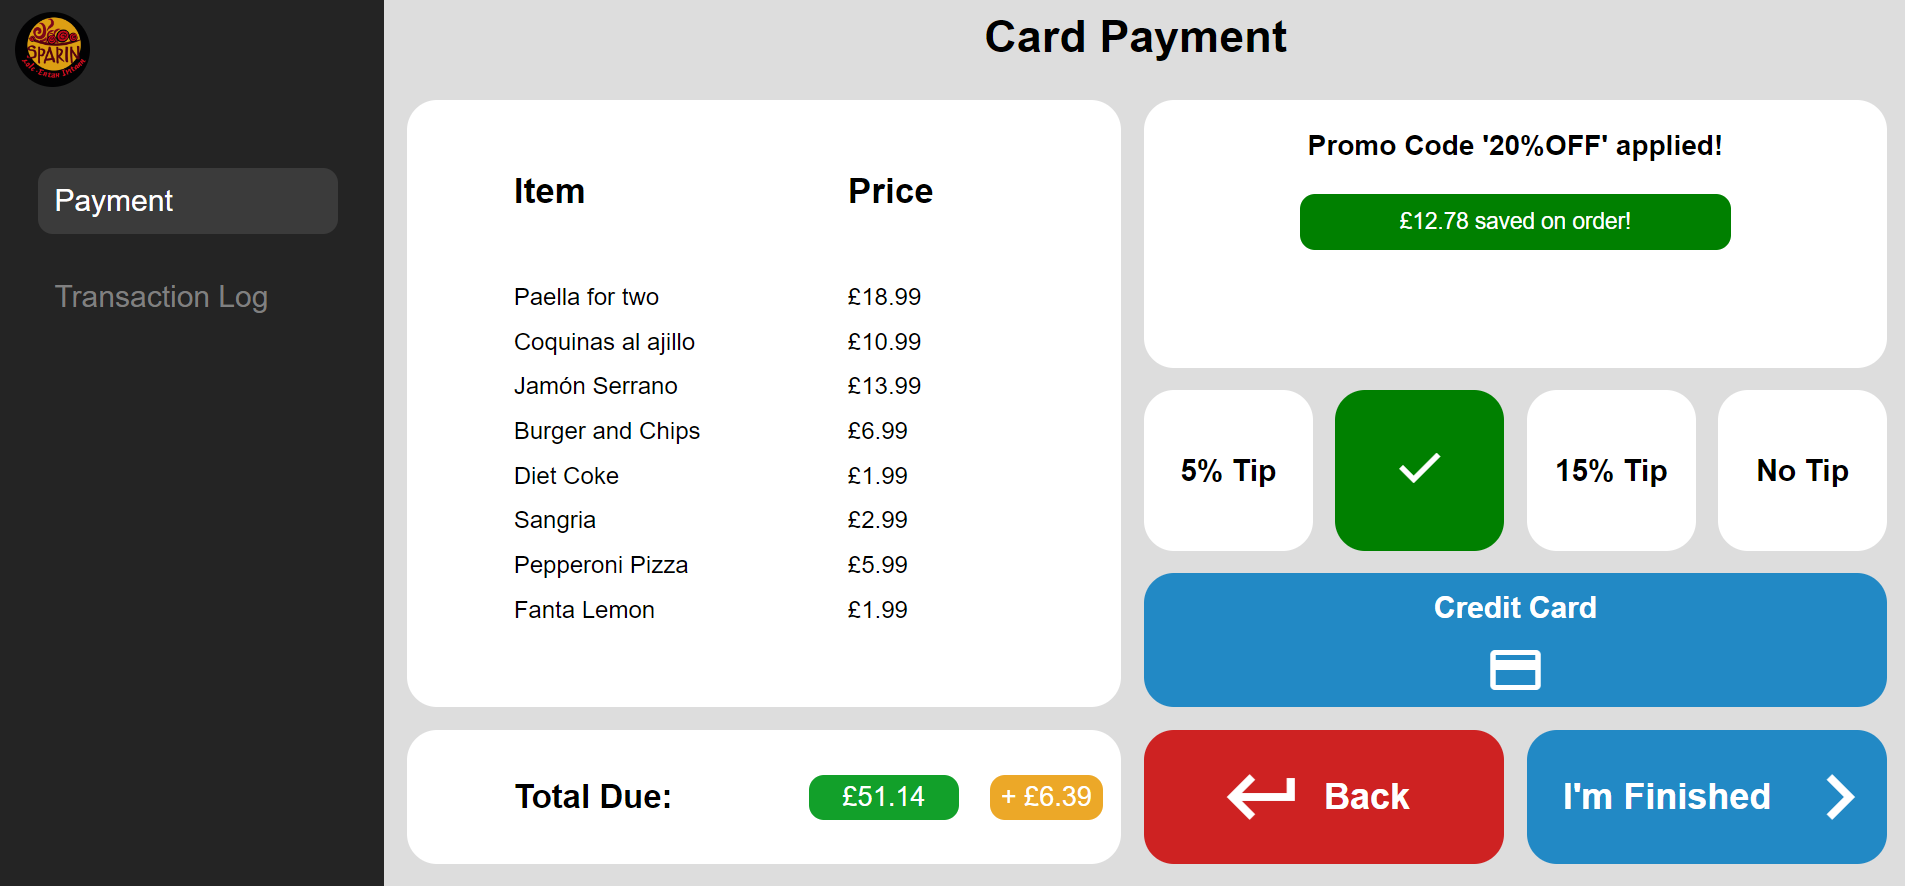 SPARIN
Payment
Transaction Log
Card Payment
Item Price
Paella for two £18.99
Coquinas al ajillo £10.99
Jamón Serrano £13.99
Burger and Chips £6.99
Diet Coke £1.99
Sangria £2.99
Pepperoni Pizza £5.99
Fanta Lemon £1.99
Total Due: £51.14 + £6.39
Promo Code '20%OFF' applied!
£12.78 saved on order!
5% Tip
15% Tip
No Tip
Credit Card
Back
I'm Finished